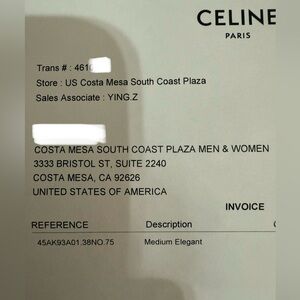 CELINE
PARIS
Trans # : 461
Store : US Costa Mesa South Coast Plaza
Sales Associate : YING.Z
COSTA MESA SOUTH COAST PLAZA MEN & WOMEN
3333 BRISTOL ST, SUITE 2240
COSTA MESA, CA 92626
UNITED STATES OF AMERICA
INVOICE
REFERENCE Description
45AK93A01.38NO.75 Medium Elegant